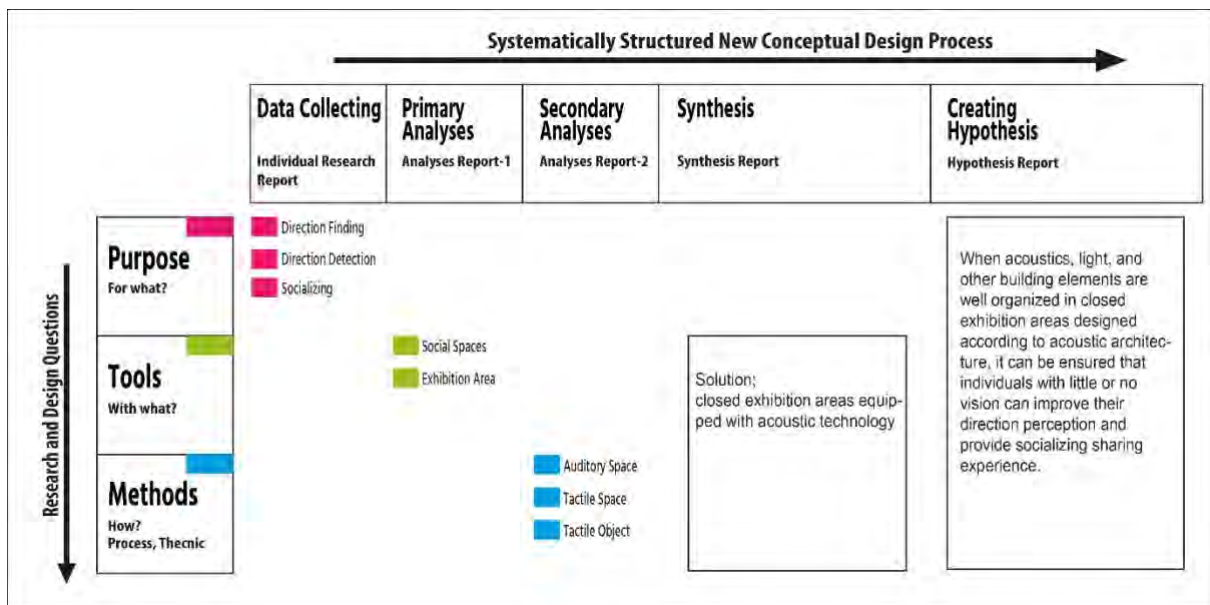 Systematically Structured New Conceptual Design Process
Data Collecting
Individual Research
Report
Primary
Analyses
Analyses Report-1
Secondary
Analyses
Analyses Report-2
Synthesis
Synthesis Report
Creating
Hypothesis
Hypothesis Report
Research and Design Questions
Purpose
For what?
Direction Finding
Direction Detection
Socializing
Tools
With what?
Social Spaces
Exhibition Area
Methods
How?
Process, Thecnic
Auditory Space
Tactile Space
Tactile Object
Solution;
closed exhibition areas equip-
ped with acoustic technology
When acoustics, light, and
other building elements are
well organized in closed
exhibition areas designed
according to acoustic architec-
ture, it can be ensured that
individuals with little or no
vision can improve their
direction perception and
provide socializing sharing
experience.